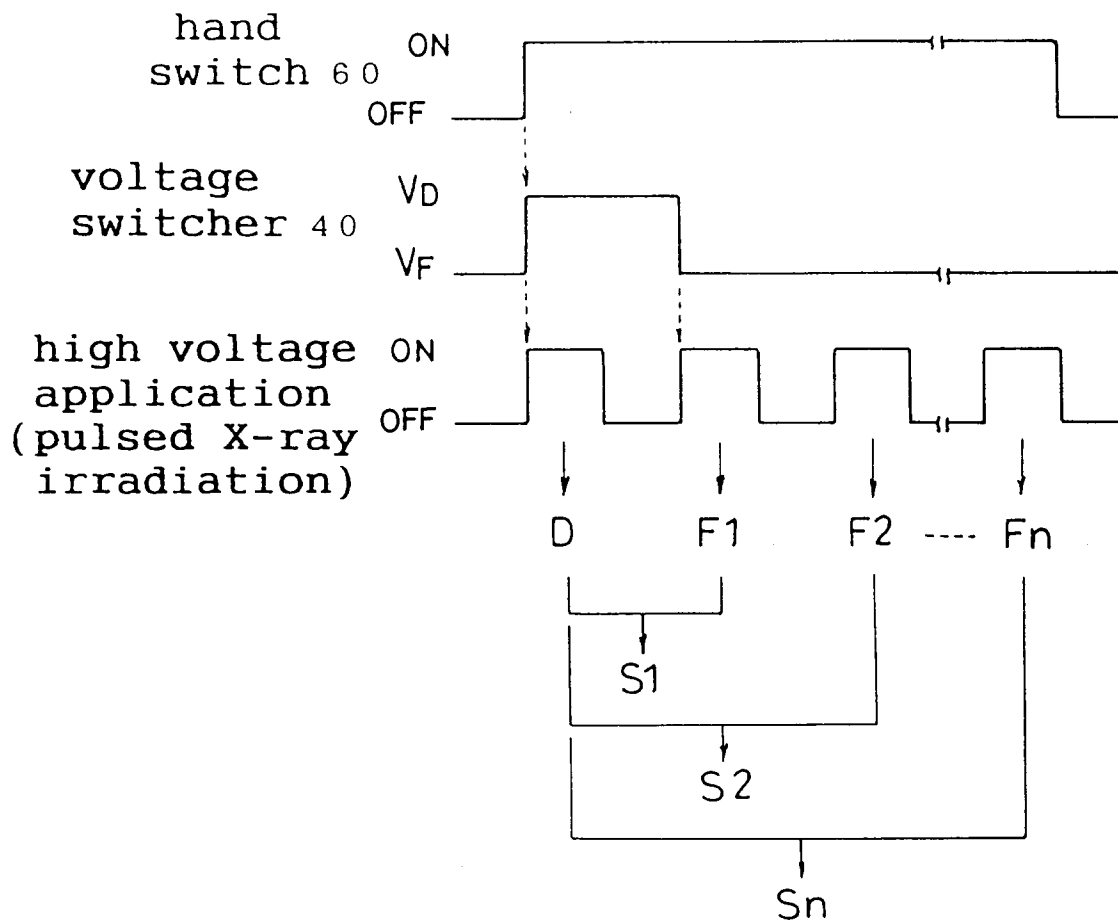 hand
switch 60
ON
OFF
voltage
switcher 40
VD
VF
high voltage
application
(pulsed X-ray
irradiation)
ON
OFF
D F1 F2 ---- Fn
S1
S2
Sn